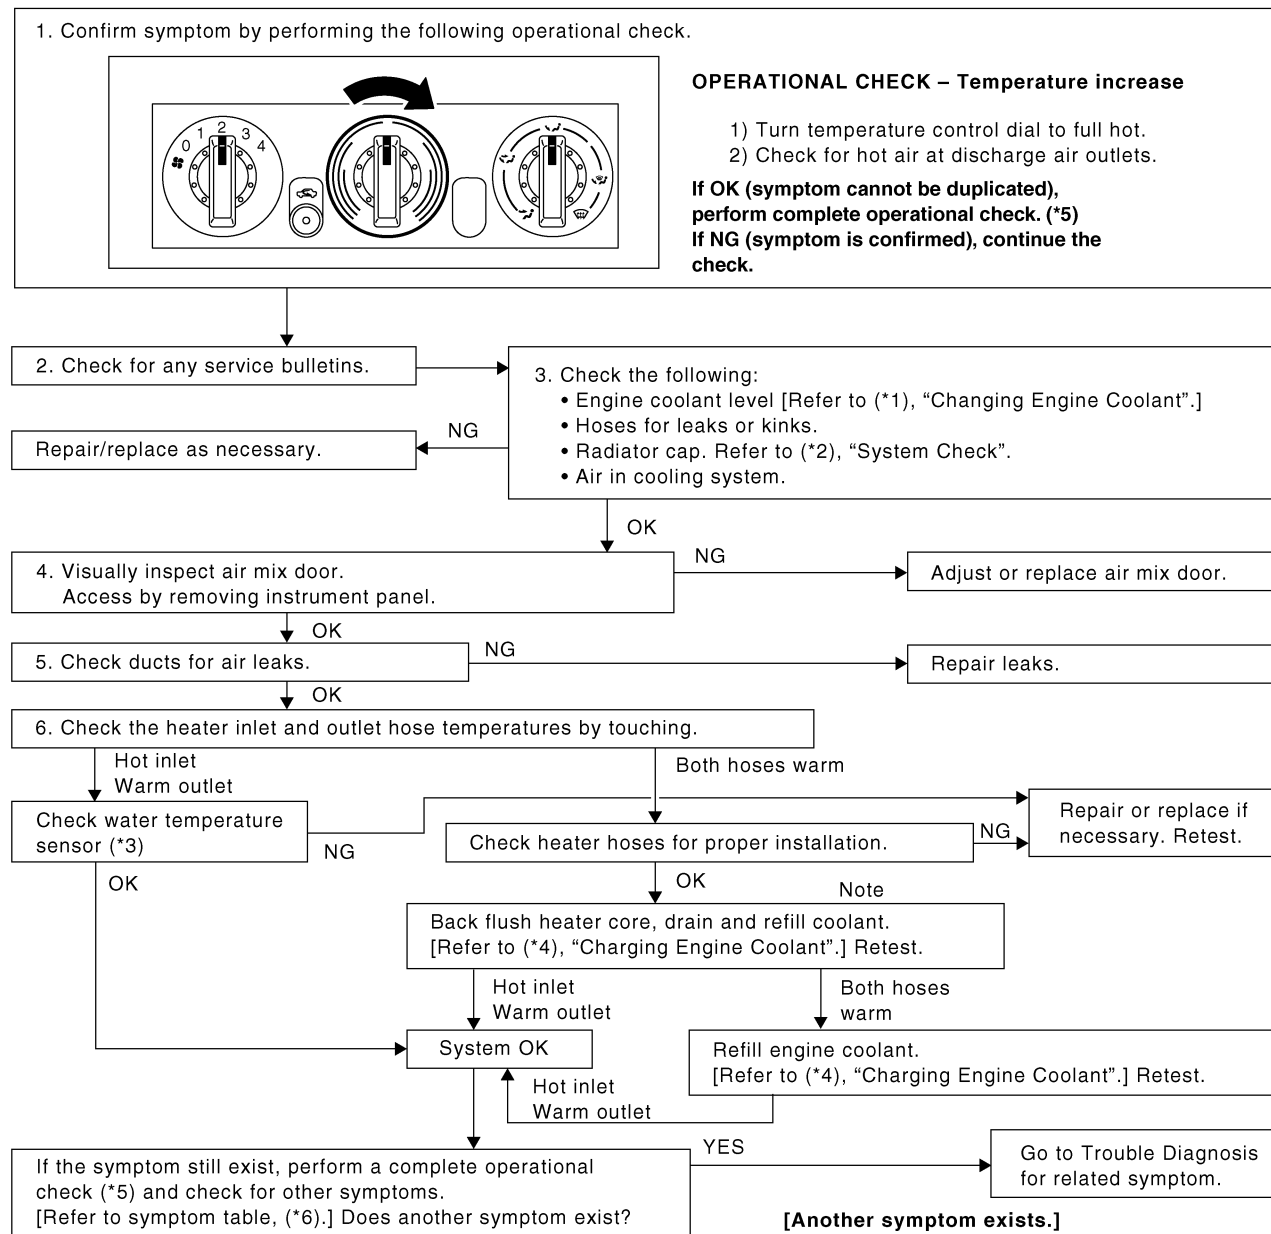 1. Confirm symptom by performing the following operational check.
0
1
2
3
4
OPERATIONAL CHECK – Temperature increase
1) Turn temperature control dial to full hot.
2) Check for hot air at discharge air outlets.
If OK (symptom cannot be duplicated),
perform complete operational check. (*5)
If NG (symptom is confirmed), continue the
check.
2. Check for any service bulletins.
3. Check the following:
• Engine coolant level [Refer to (*1), “Changing Engine Coolant”.]
• Hoses for leaks or kinks.
• Radiator cap. Refer to (*2), “System Check”.
• Air in cooling system.
NG
Repair/replace as necessary.
OK
4. Visually inspect air mix door.
Access by removing instrument panel.
NG
Adjust or replace air mix door.
OK
5. Check ducts for air leaks.
NG
Repair leaks.
OK
6. Check the heater inlet and outlet hose temperatures by touching.
Hot inlet
Warm outlet
Both hoses warm
Check water temperature
sensor (*3)
NG
Repair or replace if
necessary. Retest.
Check heater hoses for proper installation.
NG
OK
OK
Note
Back flush heater core, drain and refill coolant.
[Refer to (*4), “Charging Engine Coolant”.] Retest.
Hot inlet
Warm outlet
Both hoses
warm
System OK
Refill engine coolant.
[Refer to (*4), “Charging Engine Coolant”.] Retest.
Hot inlet
Warm outlet
If the symptom still exist, perform a complete operational
check (*5) and check for other symptoms.
[Refer to symptom table, (*6).] Does another symptom exist?
YES
Go to Trouble Diagnosis
for related symptom.
[Another symptom exists.]